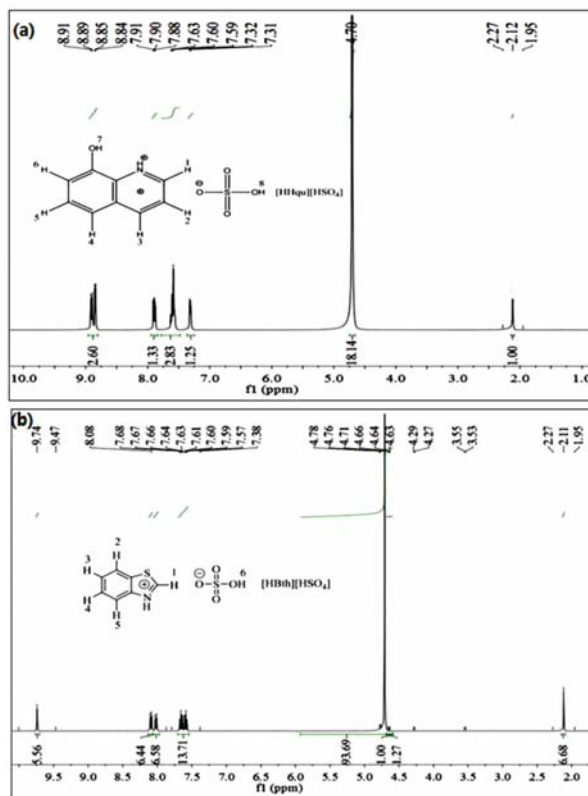 (a)
8.91 8.89 8.85 8.84 7.91 7.90 7.88 7.63 7.60 7.59 7.32 7.31 4.70 2.27 2.12 1.95
7
OH
6
H
H
⊕
N
1
H
O
8
H
5
H
⊖
O S OH [HHqu][HSO₄]
O
H
2
H
4
H
3
2.60 1.33 2.83 1.25 18.14 1.00
10.0 9.0 8.0 7.0 6.0 5.0 4.0 3.0 2.0 1.0
f1 (ppm)
(b)
9.74 9.47 8.08 7.68 7.67 7.66 7.64 7.63 7.61 7.60 7.59 7.57 7.38 4.78 4.76 4.71 4.66 4.64 4.63 4.29 4.27 3.55 3.53 2.27 2.11 1.95
2
3 H
H S 1 O 6
H ⊖ O S OH [HBth][HSO₄]
H N O
4 H H
5
5.56 6.44 6.58 13.71 93.69 1.00 1.27 6.68
9.5 9.0 8.5 8.0 7.5 7.0 6.5 6.0 5.5 5.0 4.5 4.0 3.5 3.0 2.5 2.0
f1 (ppm)